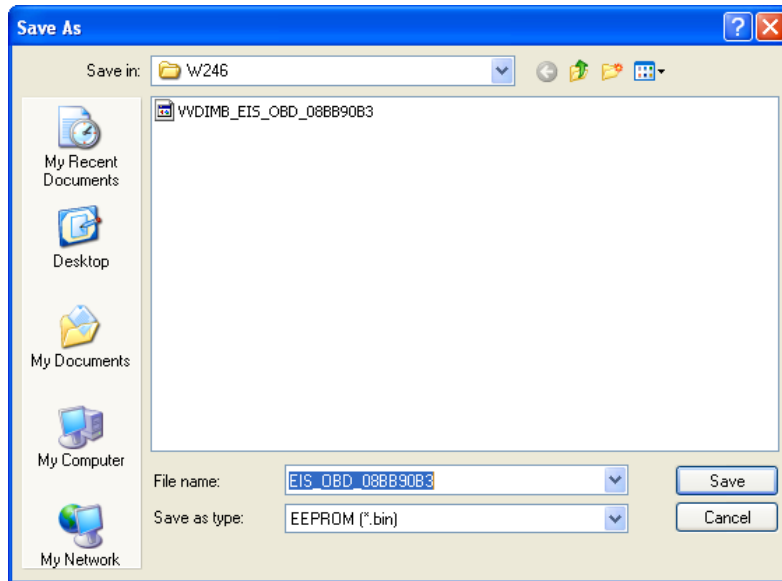 Save As
Save in: W246
VVDIMB_EIS_OBD_08BB90B3
My Recent
Documents
Desktop
My Documents
My Computer
My Network
File name: EIS_OBD_08BB90B3 Save
Save as type: EEPROM (*.bin) Cancel